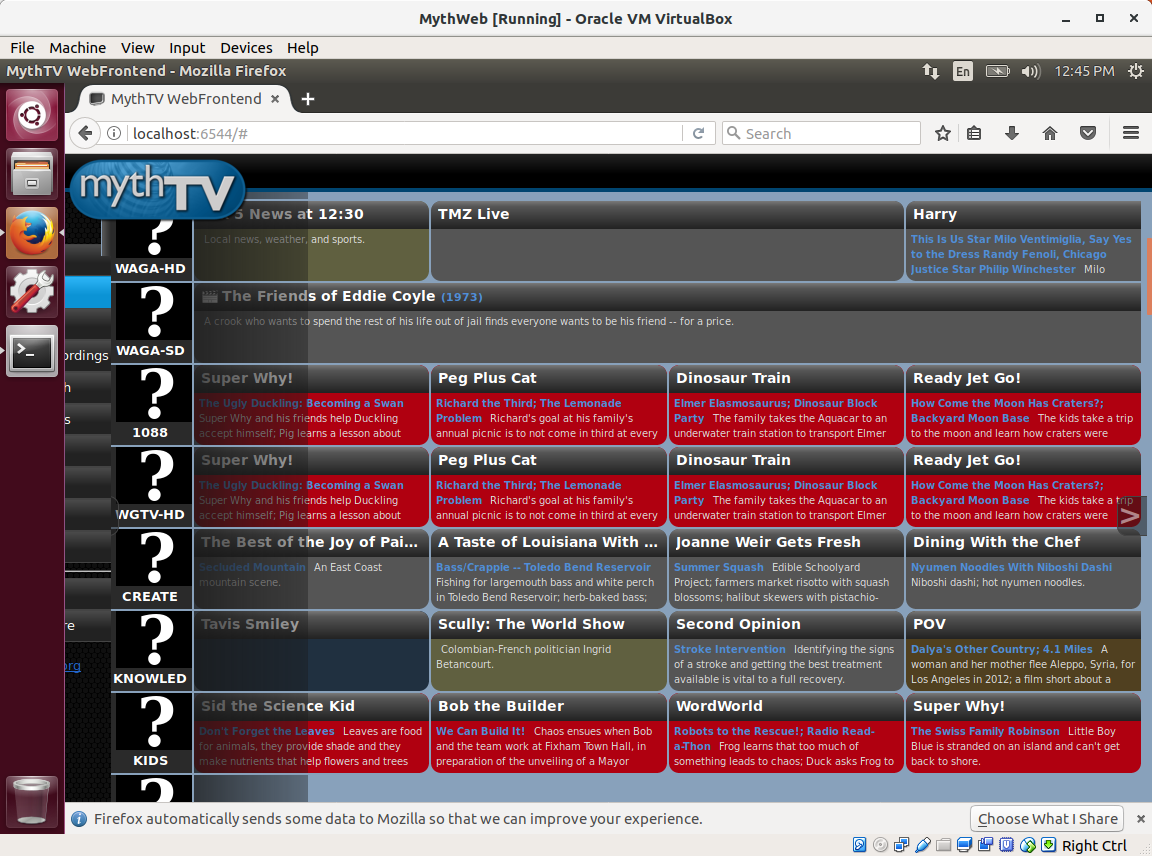 MythWeb [Running] - Oracle VM VirtualBox
File Machine View Input Devices Help
MythTV WebFrontend - Mozilla Firefox
En
12:45 PM
MythTV WebFrontend
localhost:6544/#
Search
mythTV
5 News at 12:30
TMZ Live
Harry
Local news, weather, and sports.
This Is Us Star Milo Ventimiglia, Say Yes
to the Dress Randy Fenoli, Chicago
Justice Star Philip Winchester Milo
?
WAGA-HD
The Friends of Eddie Coyle (1973)
A crook who wants to spend the rest of his life out of jail finds everyone wants to be his friend -- for a price.
?
WAGA-SD
ordings
Super Why!
Peg Plus Cat
Dinosaur Train
Ready Jet Go!
The Ugly Duckling: Becoming a Swan
Super Why and his friends help Duckling
accept himself; Pig learns a lesson about
Richard the Third; The Lemonade
Problem Richard's goal at his family's
annual picnic is to not come in third at every
Elmer Elasmosaurus; Dinosaur Block
Party The family takes the Aquacar to an
underwater train station to transport Elmer
How Come the Moon Has Craters?;
Backyard Moon Base The kids take a trip
to the moon and learn how craters were
?
1088
h
s
Super Why!
Peg Plus Cat
Dinosaur Train
Ready Jet Go!
The Ugly Duckling: Becoming a Swan
Super Why and his friends help Duckling
accept himself; Pig learns a lesson about
Richard the Third; The Lemonade
Problem Richard's goal at his family's
annual picnic is to not come in third at every
Elmer Elasmosaurus; Dinosaur Block
Party The family takes the Aquacar to an
underwater train station to transport Elmer
How Come the Moon Has Craters?;
Backyard Moon Base The kids take a trip
to the moon and learn how craters were
>
?
WGTV-HD
The Best of the Joy of Pai...
A Taste of Louisiana With ...
Joanne Weir Gets Fresh
Dining With the Chef
Secluded Mountain An East Coast
mountain scene.
Bass/Crappie -- Toledo Bend Reservoir
Fishing for largemouth bass and white perch
in Toledo Bend Reservoir; herb-baked bass;
Summer Squash Edible Schoolyard
Project; farmers market risotto with squash
blossoms; halibut skewers with pistachio-
Nyumen Noodles With Niboshi Dashi
Niboshi dashi; hot nyumen noodles.
?
CREATE
re
org
Tavis Smiley
Scully: The World Show
Second Opinion
POV
Colombian-French politician Ingrid
Betancourt.
Stroke Intervention Identifying the signs
of a stroke and getting the best treatment
available is vital to a full recovery.
Dalya's Other Country; 4.1 Miles A
woman and her mother flee Aleppo, Syria, for
Los Angeles in 2012; a film short about a
?
KNOWLED
Sid the Science Kid
Bob the Builder
WordWorld
Super Why!
Don't Forget the Leaves Leaves are food
for animals, they provide shade and they
make nutrients that help flowers and trees
We Can Build It! Chaos ensues when Bob
and the team work at Fixham Town Hall, in
preparation of the unveiling of a Mayor
Robots to the Rescue!; Radio Read-
a-Thon Frog learns that too much of
something leads to chaos; Duck asks Frog to
The Swiss Family Robinson Little Boy
Blue is stranded on an island and can't get
back to shore.
?
KIDS
?
Firefox automatically sends some data to Mozilla so that we can improve your experience.
Choose What I Share
Right Ctrl